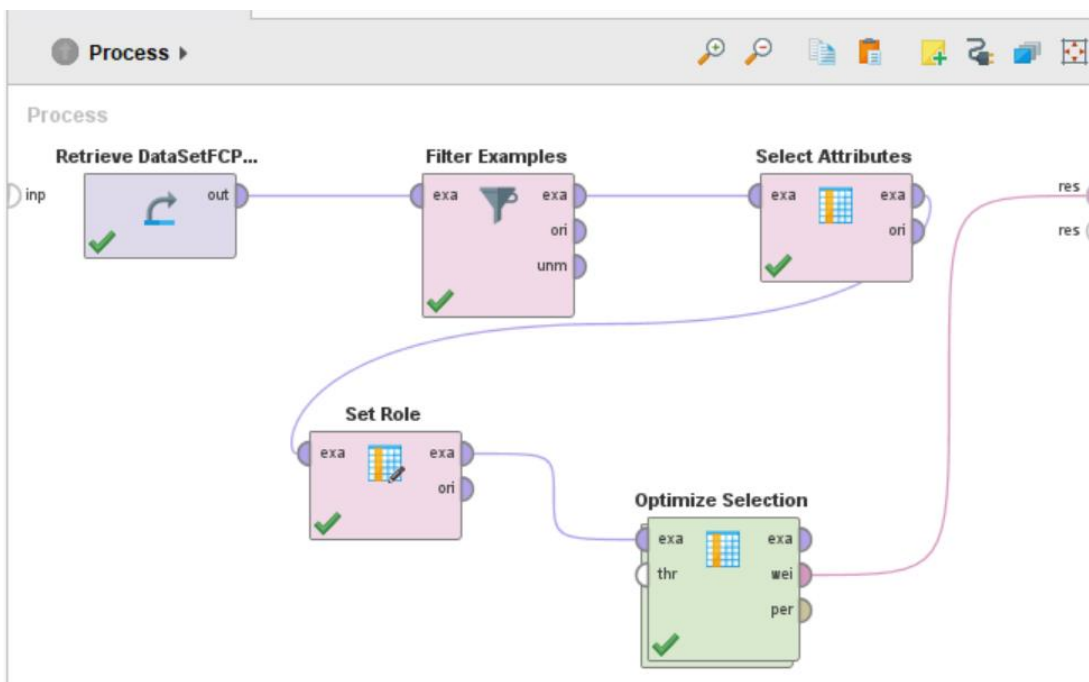 Process
Process
Retrieve DataSetFCP...
Filter Examples
Select Attributes
inp
out
exa
exa
ori
unm
exa
exa
ori
res
res
Set Role
exa
exa
ori
Optimize Selection
exa
exa
thr
wei
per